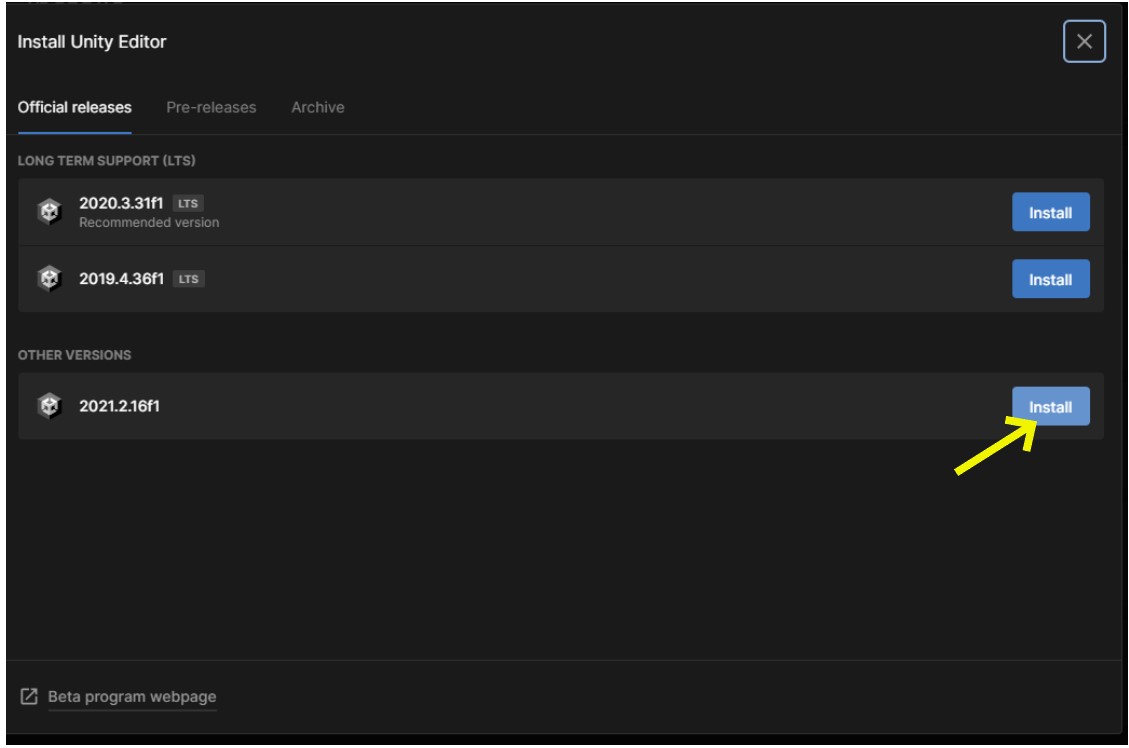 Install Unity Editor
Official releases Pre-releases Archive
LONG TERM SUPPORT (LTS)
2020.3.31f1 LTS
Recommended version
Install
2019.4.36f1 LTS
Install
OTHER VERSIONS
2021.2.16f1
Install
Beta program webpage